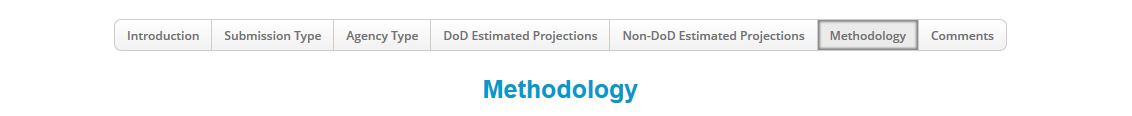 Introduction Submission Type Agency Type DoD Estimated Projections Non-DoD Estimated Projections Methodology Comments
Methodology